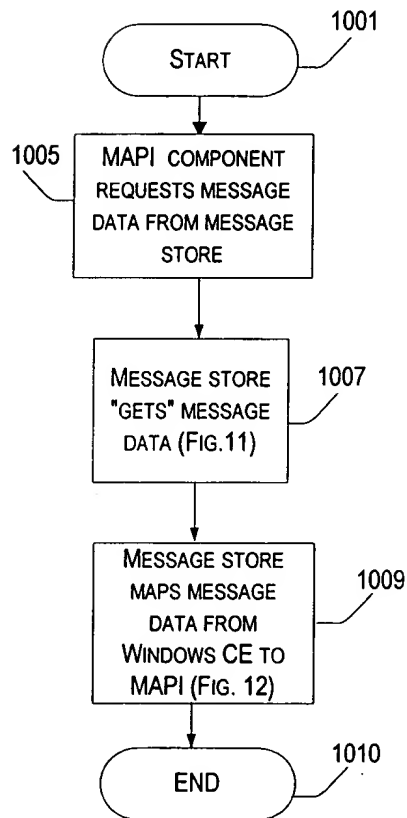 1001
START
1005
MAPI COMPONENT
REQUESTS MESSAGE
DATA FROM MESSAGE
STORE
1007
MESSAGE STORE
"GETS" MESSAGE
DATA (FIG.11)
1009
MESSAGE STORE
MAPS MESSAGE
DATA FROM
WINDOWS CE TO
MAPI (FIG. 12)
1010
END